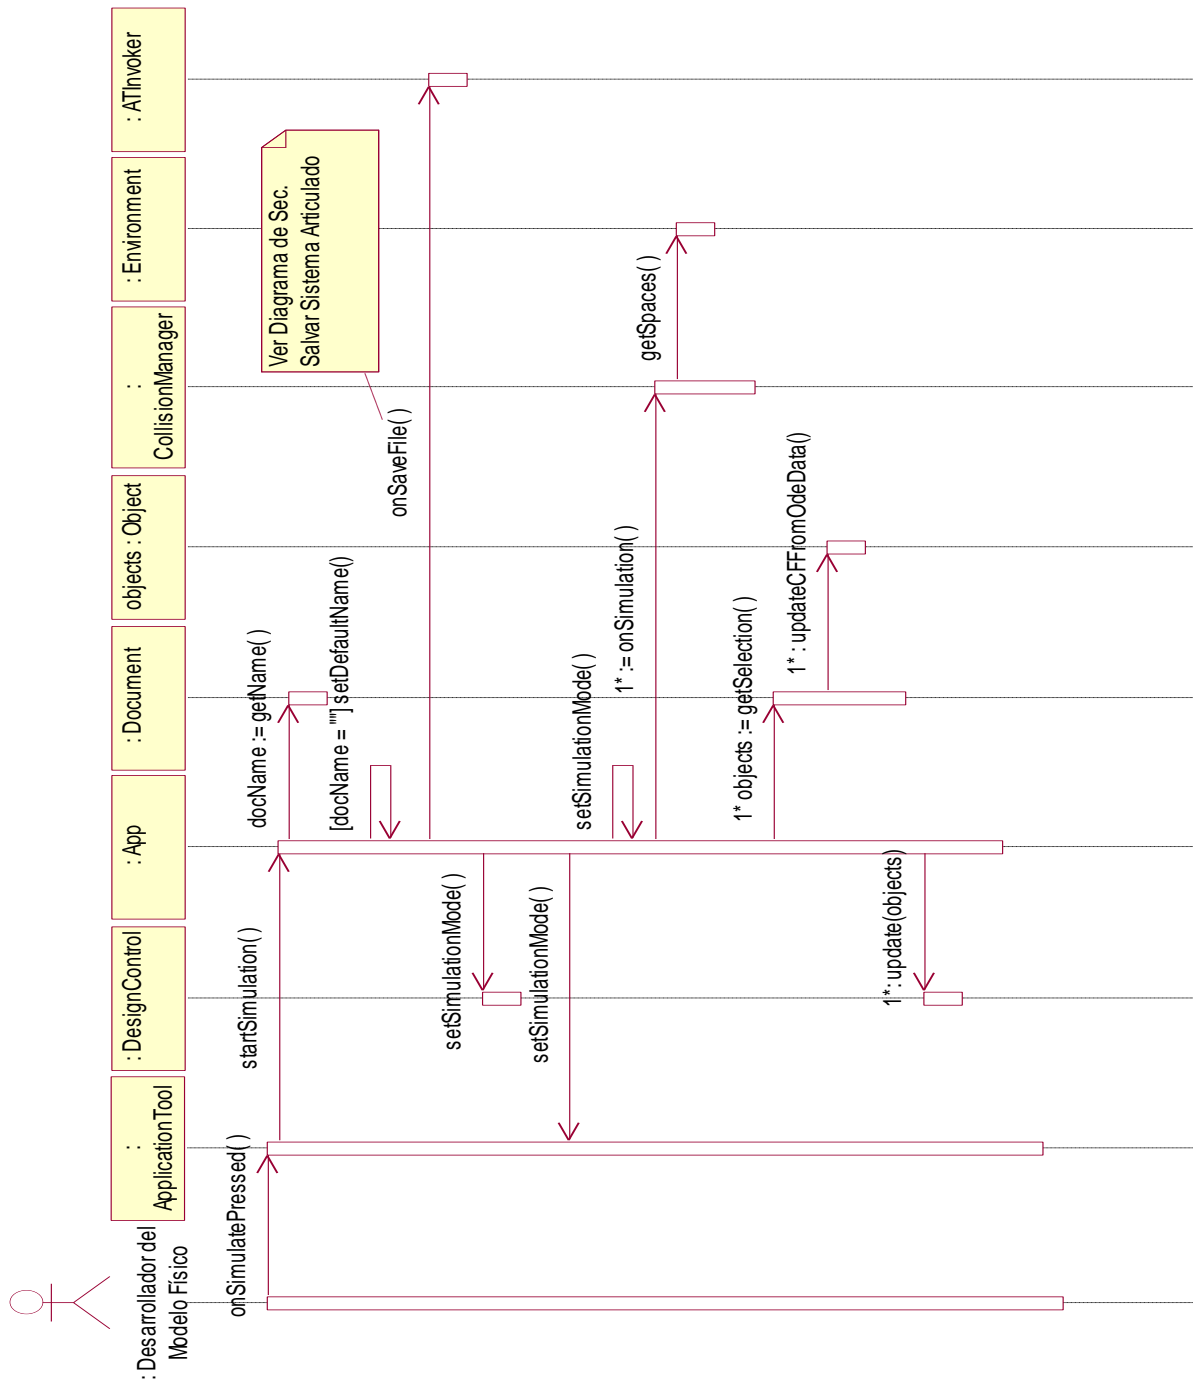 : Desarrollador del
Modelo Físico
:
ApplicationTool
: DesignControl
: App
: Document
objects : Object
:
CollisionManager
: Environment
: ATInvoker
onSimulatePressed( )
startSimulation( )
docName := getName( )
[docName = ""] setDefaultName()
onSaveFile( )
Ver Diagrama de Sec.
Salvar Sistema Articulado
setSimulationMode( )
setSimulationMode( )
setSimulationMode( )
1* := onSimulation( )
getSpaces( )
1* objects := getSelection( )
1* : updateCFFromOdeData()
1*: update(objects)